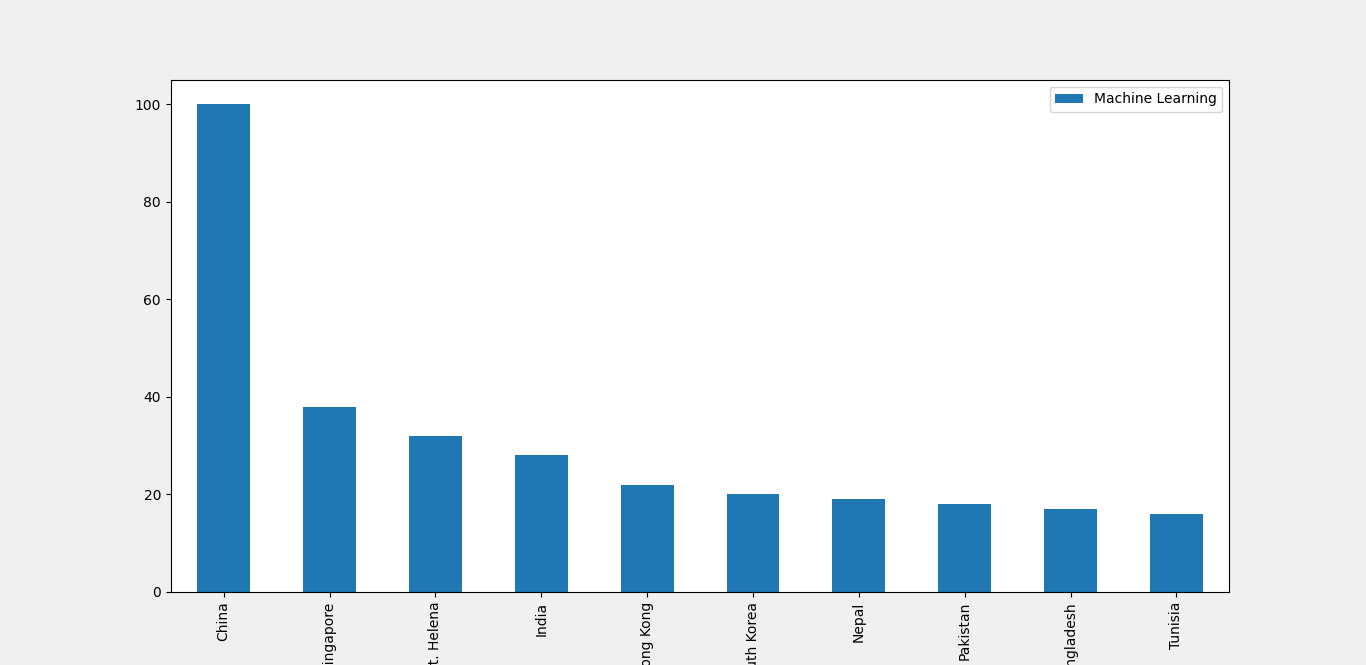 Machine Learning
100
80
60
40
20
0
China
ingapore
t. Helena
India
ong Kong
uth Korea
Nepal
Pakistan
ngladesh
Tunisia